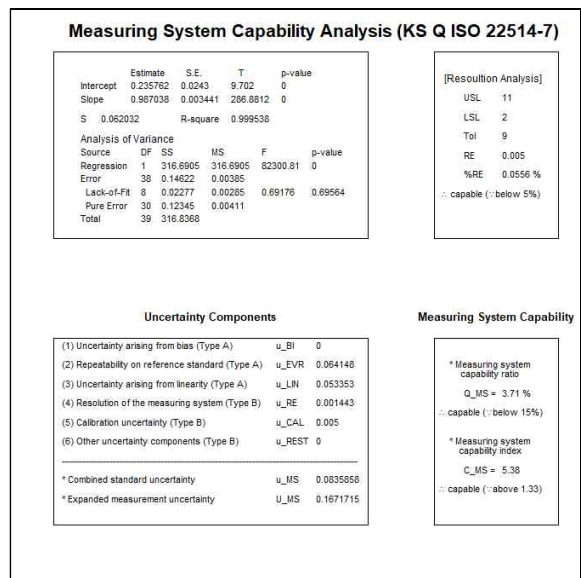 Measuring System Capability Analysis (KS Q ISO 22514-7)
Estimate S.E. T p-value
Intercept 0.235762 0.0243 9.702 0
Slope 0.987038 0.003441 286.8812 0
S 0.062032 R-square 0.999538
Analysis of Variance
Source DF SS MS F p-value
Regression 1 316.6905 316.6905 82300.81 0
Error 38 0.14622 0.00385
Lack-of-Fit 8 0.02277 0.00285 0.69176 0.69564
Pure Error 30 0.12345 0.00411
Total 39 316.8368
[Resoultion Analysis]
USL 11
LSL 2
Tol 9
RE 0.005
%RE 0.0556 %
∴ capable (∵below 5%)
Uncertainty Components
(1) Uncertainty arising from bias (Type A) u_BI 0
(2) Repeatability on reference standard (Type A) u_EVR 0.064148
(3) Uncertainty arising from linearity (Type A) u_LIN 0.053353
(4) Resolution of the measuring system (Type B) u_RE 0.001443
(5) Calibration uncertainty (Type B) u_CAL 0.005
(6) Other uncertainty components (Type B) u_REST 0
* Combined standard uncertainty u_MS 0.0835858
* Expanded measurement uncertainty U_MS 0.1671715
Measuring System Capability
* Measuring system
capability ratio
Q_MS = 3.71 %
∴ capable (∵below 15%)
* Measuring system
capability index
C_MS = 5.38
∴ capable (∵above 1.33)